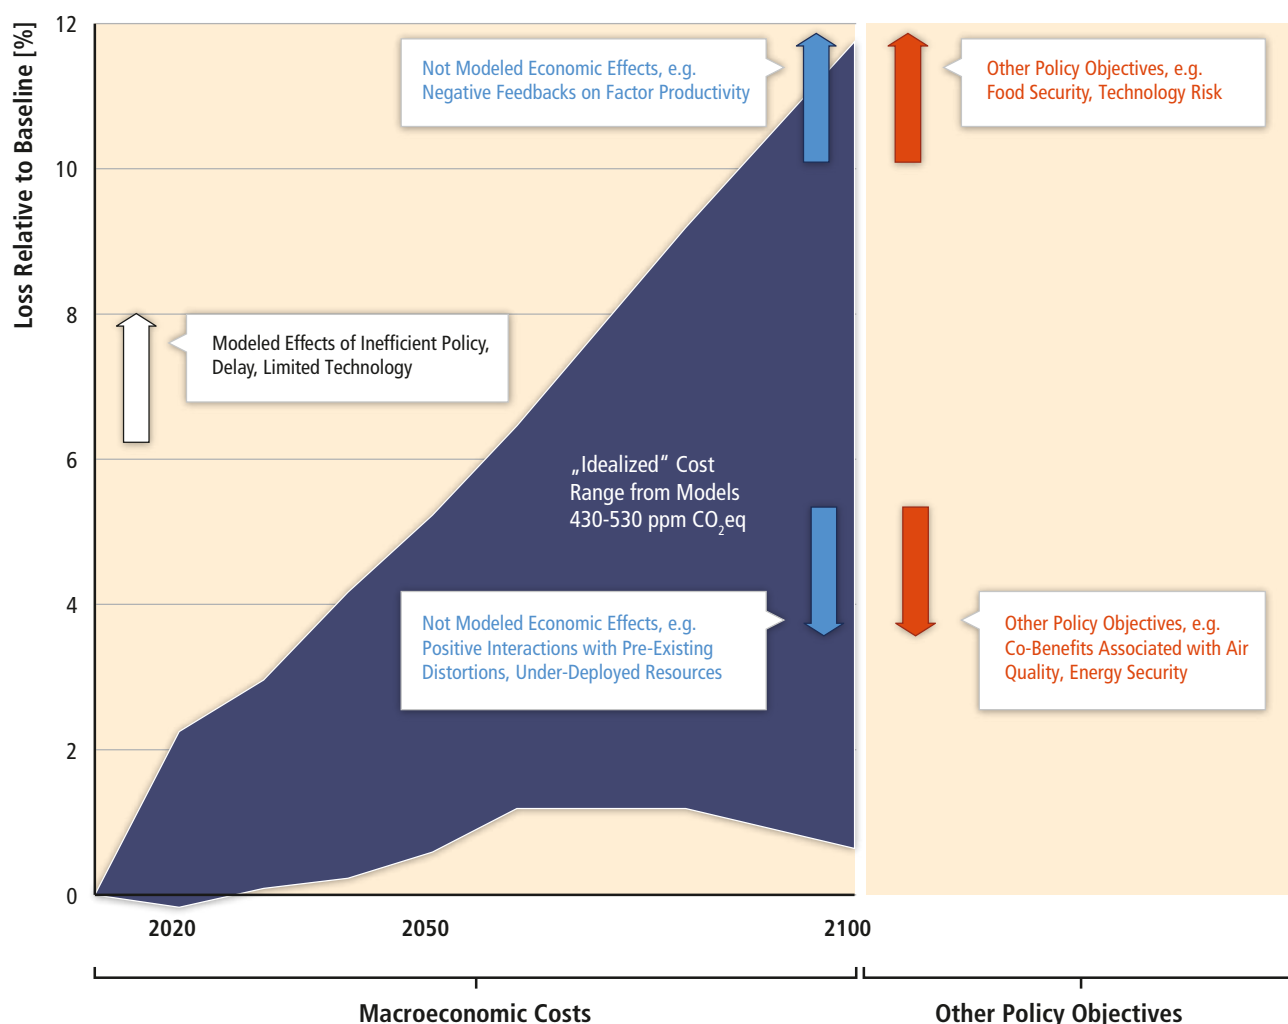 Loss Relative to Baseline [%]
12
10
8
6
4
2
0
Not Modeled Economic Effects, e.g.
Negative Feedbacks on Factor Productivity
Other Policy Objectives, e.g.
Food Security, Technology Risk
Modeled Effects of Inefficient Policy,
Delay, Limited Technology
„Idealized“ Cost
Range from Models
430-530 ppm CO₂eq
Not Modeled Economic Effects, e.g.
Positive Interactions with Pre-Existing
Distortions, Under-Deployed Resources
Other Policy Objectives, e.g.
Co-Benefits Associated with Air
Quality, Energy Security
2020
2050
2100
Macroeconomic Costs
Other Policy Objectives